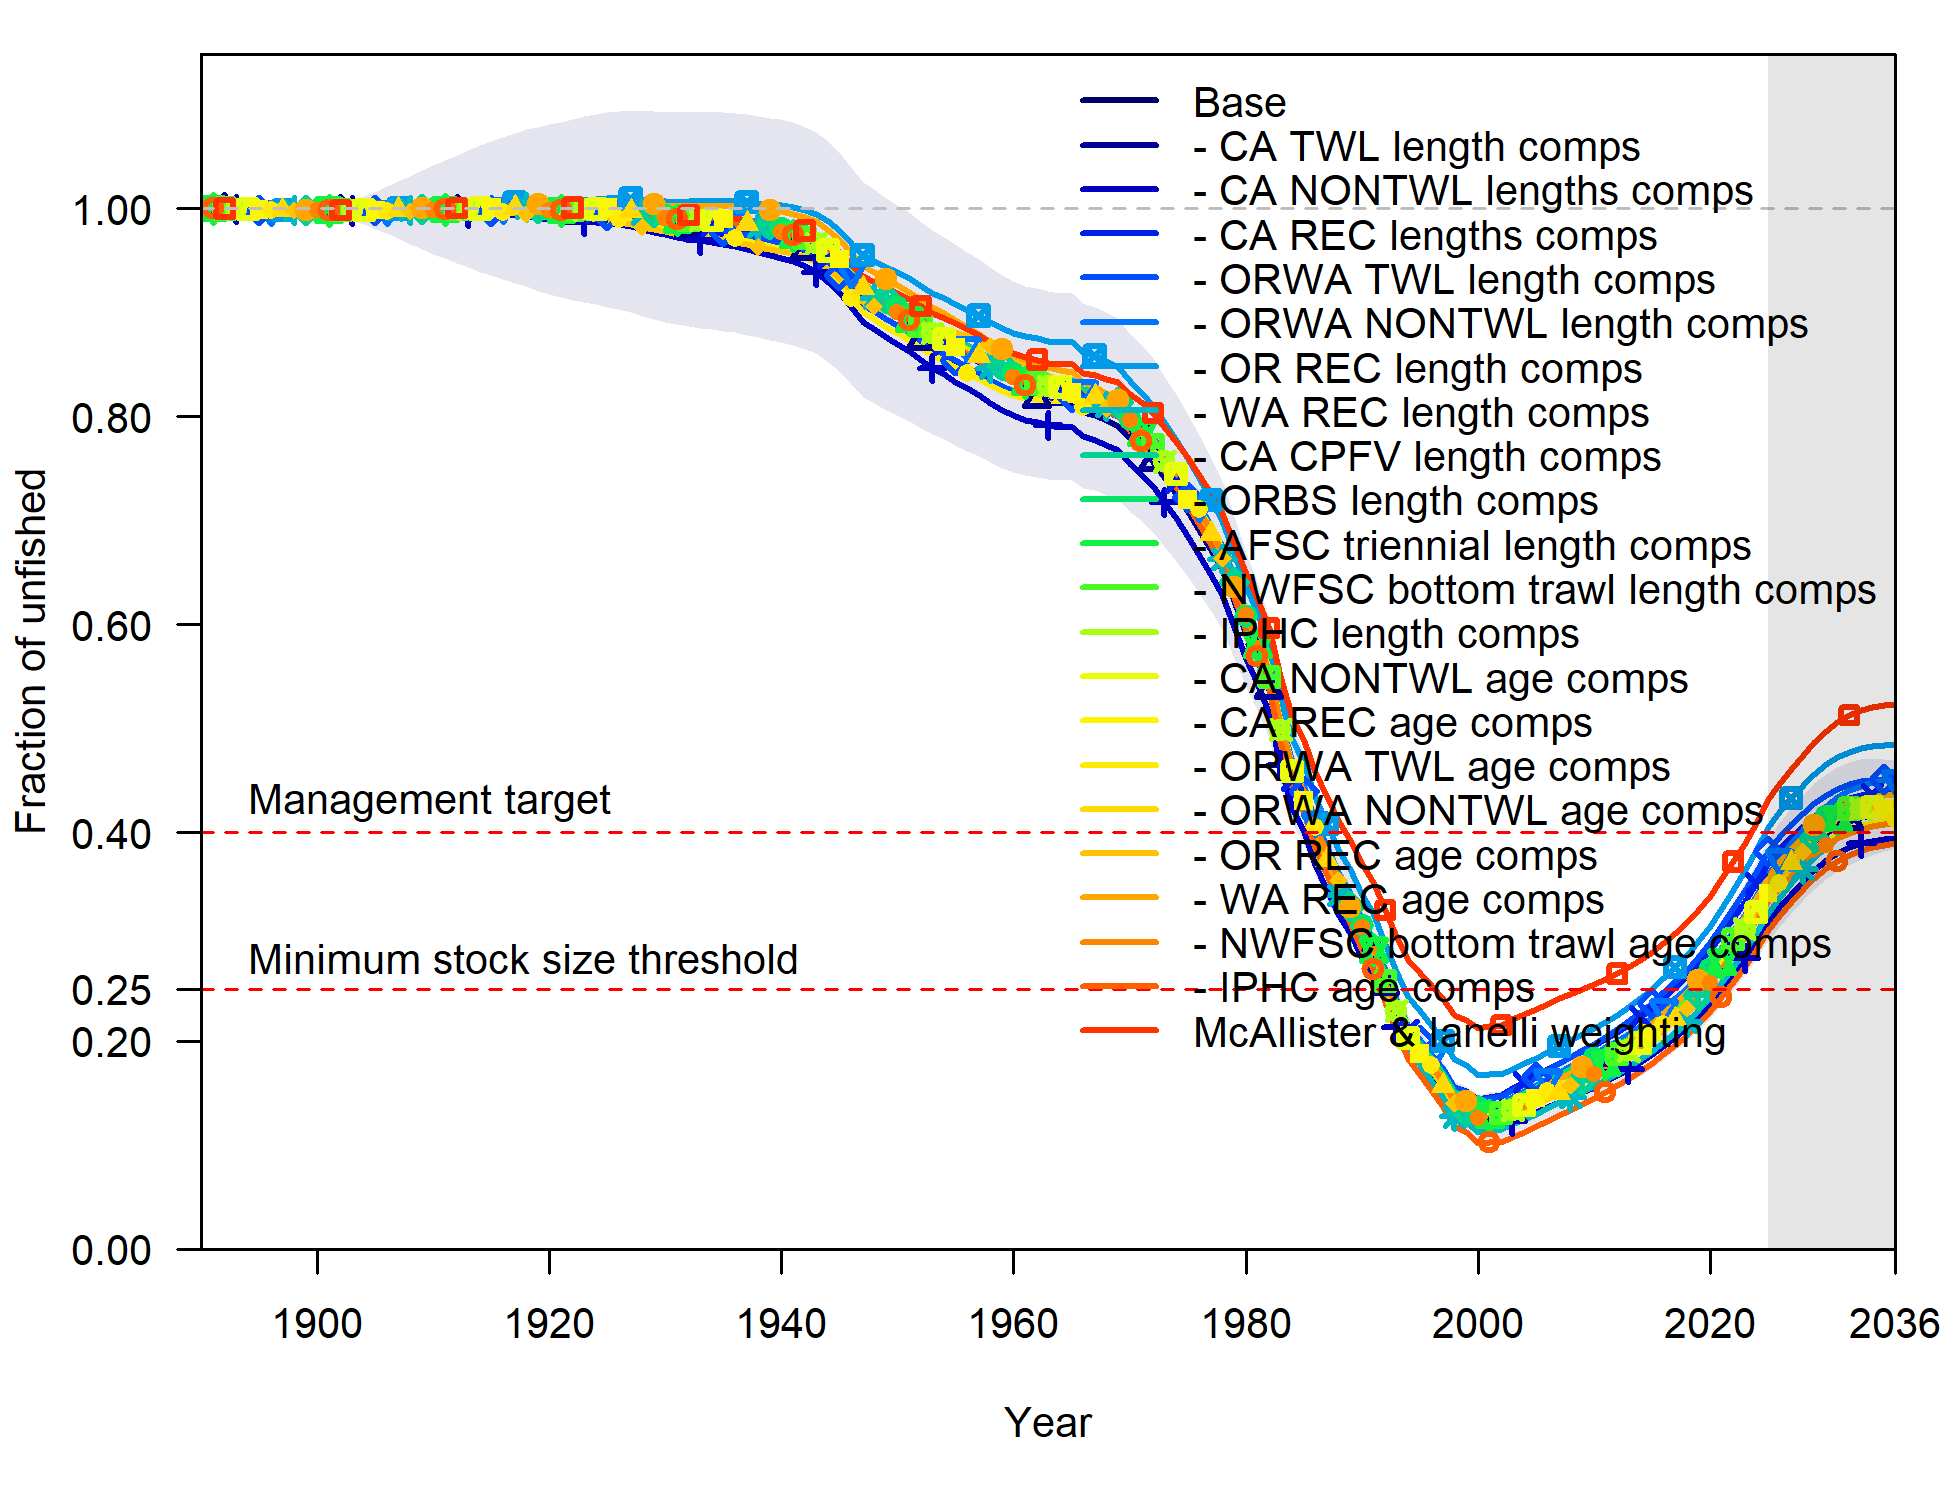 Base
- CA TWL length comps
- CA NONTWL lengths comps
- CA REC lengths comps
- ORWA TWL length comps
- ORWA NONTWL length comps
- OR REC length comps
- WA REC length comps
- CA CPFV length comps
- ORBS length comps
- AFSC triennial length comps
- NWFSC bottom trawl length comps
- IPHC length comps
- CA NONTWL age comps
- CA REC age comps
- ORWA TWL age comps
- ORWA NONTWL age comps
- OR REC age comps
- WA REC age comps
- NWFSC bottom trawl age comps
- IPHC age comps
McAllister & Ianelli weighting
Management target
Minimum stock size threshold
Fraction of unfished
1.00
0.80
0.60
0.40
0.25
0.20
0.00
1900 1920 1940 1960 1980 2000 2020 2036
Year